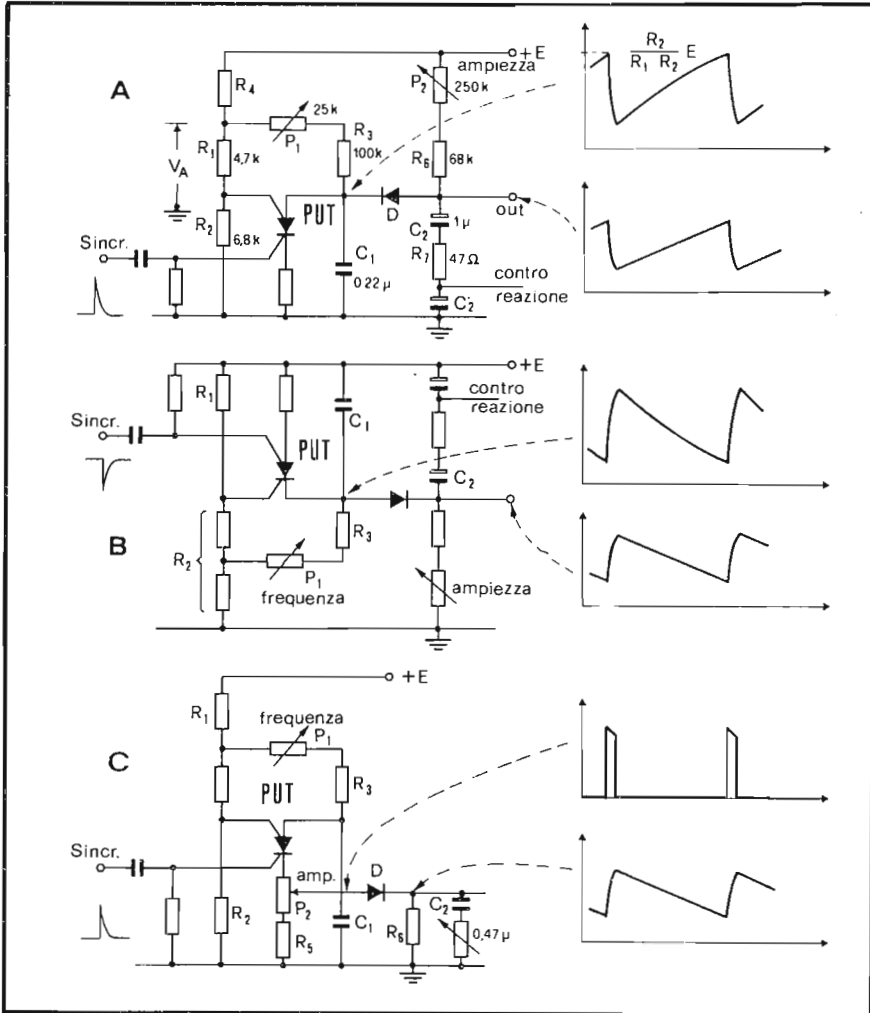 A
+E
ampiezza
P2
250k
R4
25k
P1
R3
100k
R1
4,7k
VA
R6
68k
PUT
D
out
R2
6,8k
C2
1µ
Sincr.
C1
0.22µ
R7
47Ω
contro
reazione
C'2
R2
R1 R2
E
B
+E
R1
C1
contro
reazione
Sincr.
PUT
C2
R2
R3
P1
frequenza
ampiezza
C
+E
R1
frequenza
P1
R3
PUT
Sincr.
amp.
D
P2
R2
C1
R5
R6
C2
0,47µ